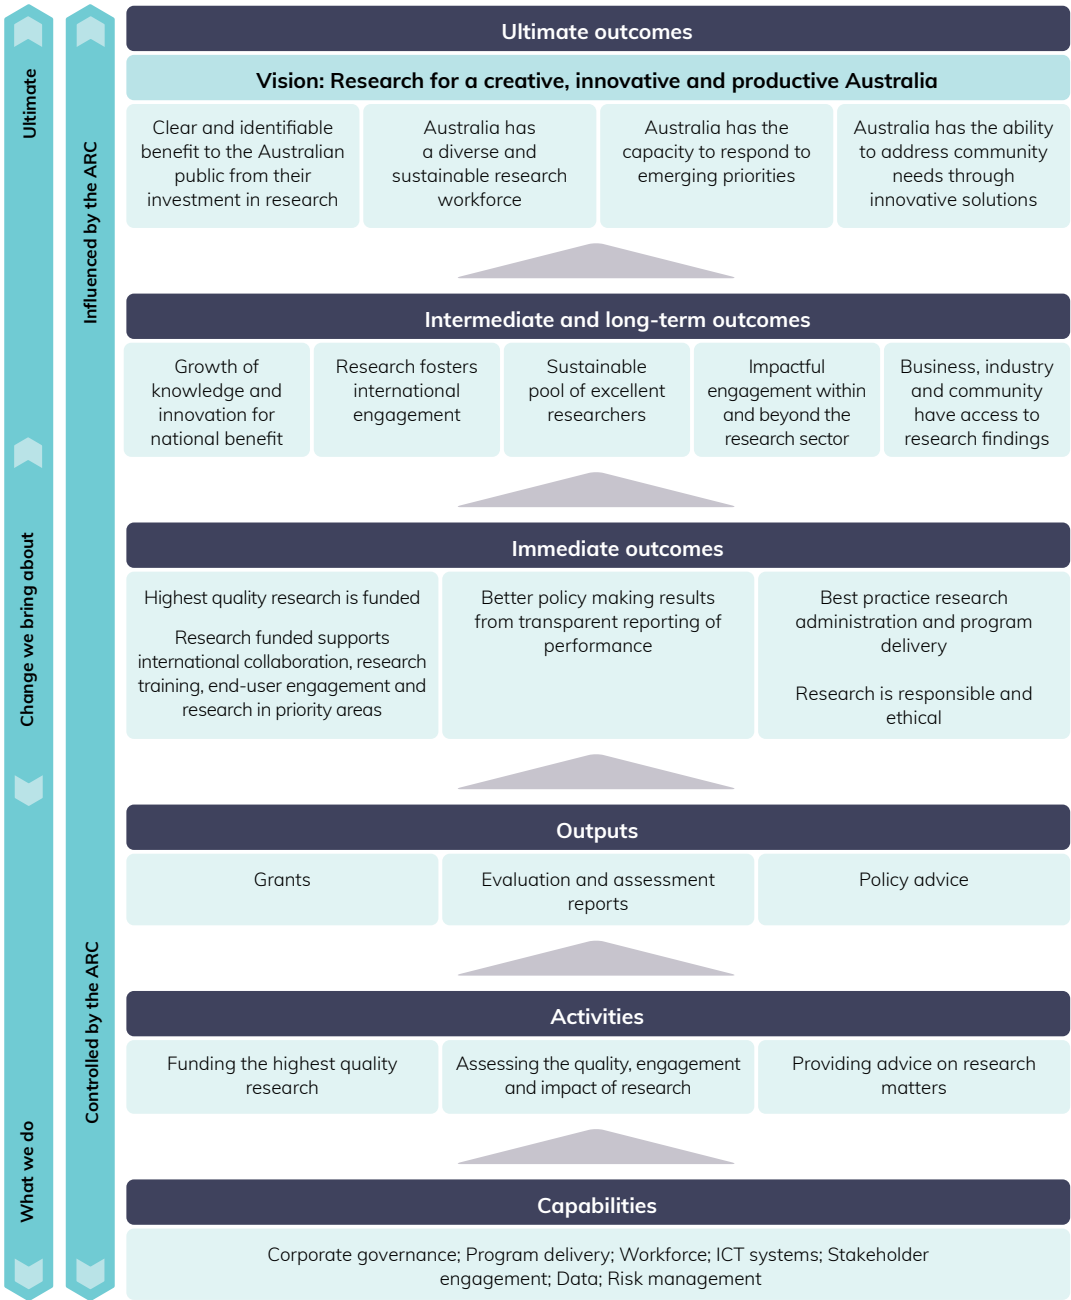 Ultimate outcomes
Vision: Research for a creative, innovative and productive Australia
Clear and identifiable
benefit to the Australian
public from their
investment in research
Australia has
a diverse and
sustainable research
workforce
Australia has the
capacity to respond to
emerging priorities
Australia has the ability
to address community
needs through
innovative solutions
Intermediate and long-term outcomes
Growth of
knowledge and
innovation for
national benefit
Research fosters
international
engagement
Sustainable
pool of excellent
researchers
Impactful
engagement within
and beyond the
research sector
Business, industry
and community
have access to
research findings
Immediate outcomes
Highest quality research is funded
Research funded supports
international collaboration, research
training, end-user engagement and
research in priority areas
Better policy making results
from transparent reporting of
performance
Best practice research
administration and program
delivery
Research is responsible and
ethical
Outputs
Grants
Evaluation and assessment
reports
Policy advice
Activities
Funding the highest quality
research
Assessing the quality, engagement
and impact of research
Providing advice on research
matters
Capabilities
Corporate governance; Program delivery; Workforce; ICT systems; Stakeholder
engagement; Data; Risk management
Ultimate
Change we bring about
What we do
Influenced by the ARC
Controlled by the ARC